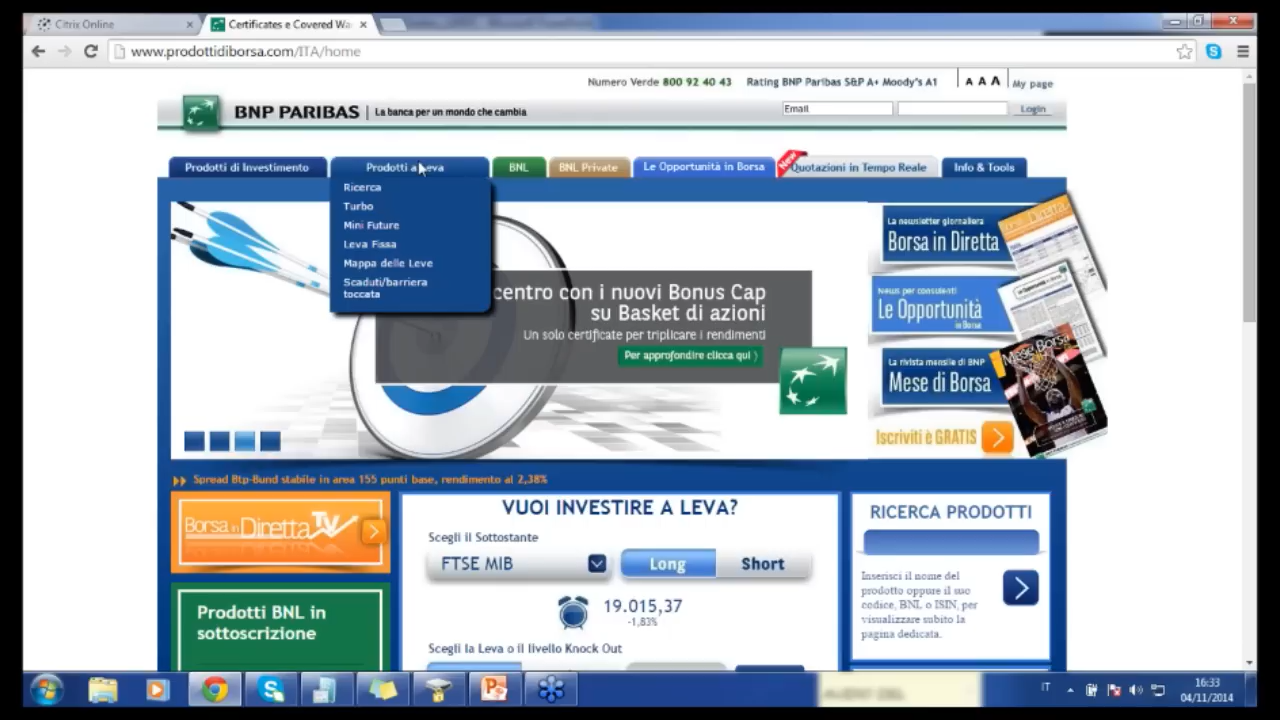 Citrix Online
Certificates e Covered Wa
www.prodottidiborsa.com/ITA/home
Numero Verde 800 92 40 43 Rating BNP Paribas S&P A+ Moody's A1 A A A My page
BNP PARIBAS La banca per un mondo che cambia
Email Login
Prodotti di Investimento Prodotti a Leva BNL BNL Private Le Opportunità in Borsa New Quotazioni in Tempo Reale Info & Tools
Ricerca
Turbo
Mini Future
Leva Fissa
Mappa delle Leve
Scaduti/barriera
toccata
centro con i nuovi Bonus Cap
su Basket di azioni
Un solo certificate per triplicare i rendimenti
Per approfondire clicca qui
La newsletter giornaliera
Borsa in Diretta
News per consulenti
Le Opportunità
in Borsa
La rivista mensile di BNP
Mese di Borsa
Mese Borsa
Iscriviti è GRATIS
Spread Btp-Bund stabile in area 155 punti base, rendimento al 2,38%
Borsa in Diretta TV
Prodotti BNL in
sottoscrizione
VUOI INVESTIRE A LEVA?
Scegli il Sottostante
FTSE MIB Long Short
19.015,37
-1,83%
Scegli la Leva o il livello Knock Out
RICERCA PRODOTTI
Inserisci il nome del
prodotto oppure il suo
codice, BNL o ISIN, per
visualizzare subito la
pagina dedicata.
IT
16:33
04/11/2014